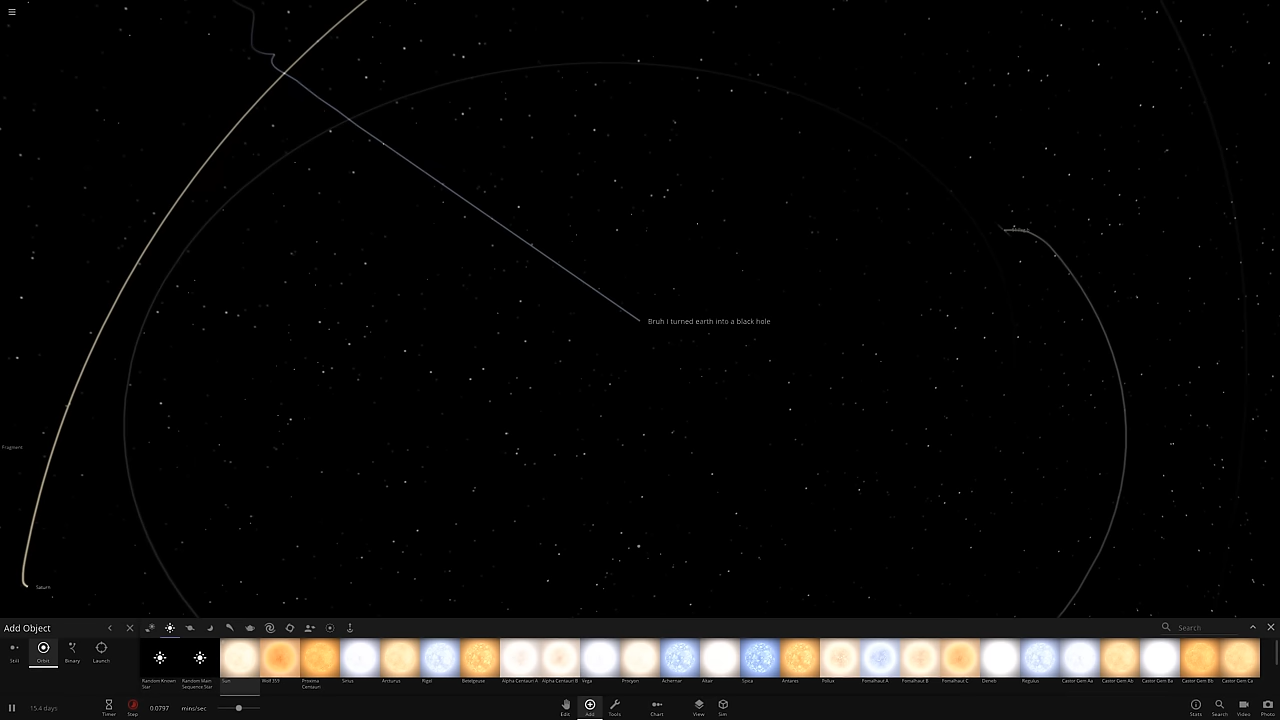 Bruh I turned earth into a black hole
Fragment
Saturn
Add Object
Search
Still
Orbit
Binary
Launch
Random Known Star
Random Main Sequence Star
Sun
Wolf 359
Proxima Centauri
Sirius
Arcturus
Rigel
Betelgeuse
Alpha Centauri A
Alpha Centauri B
Vega
Procyon
Achernar
Altair
Spica
Antares
Pollux
Fomalhaut A
Fomalhaut B
Fomalhaut C
Deneb
Regulus
Castor Gem Aa
Castor Gem Ab
Castor Gem Ba
Castor Gem Bb
Castor Gem Ca
15.4 days
Timer
Step
0.0797
mins/sec
Edit
Add
Tools
Chart
View
Sim
Stats
Search
Video
Photo